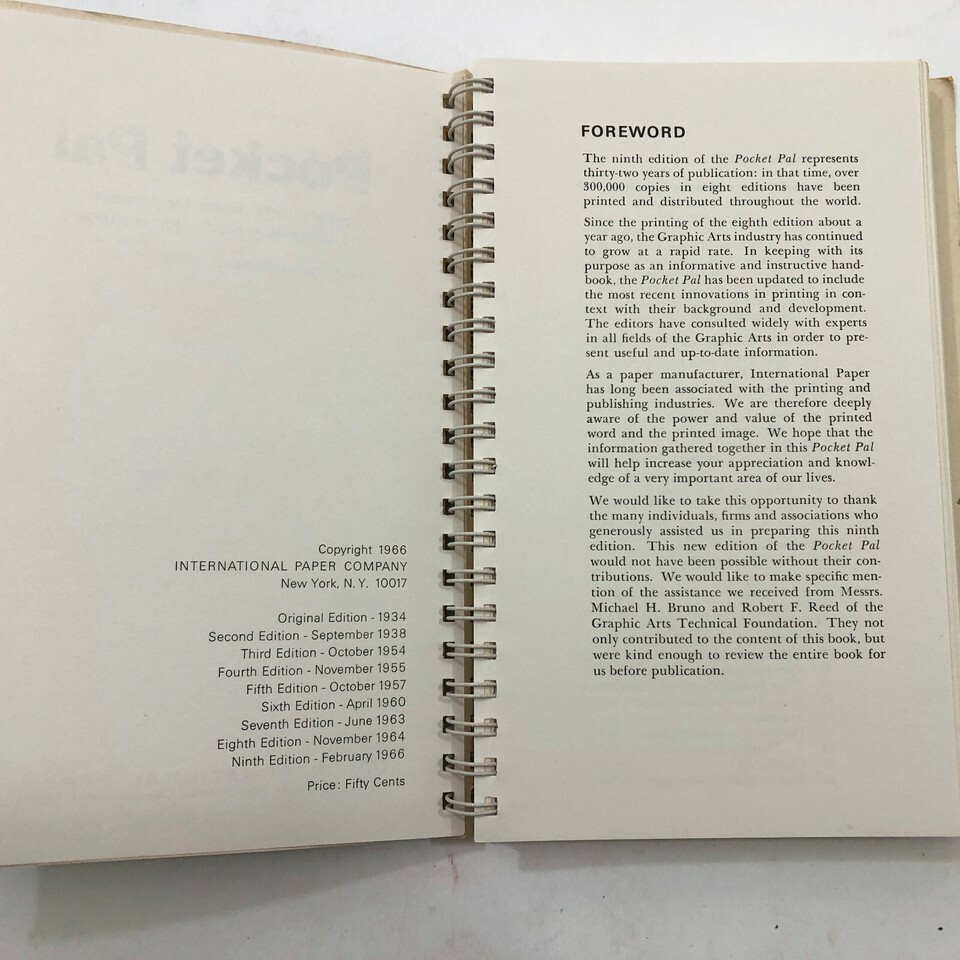 Copyright 1966
INTERNATIONAL PAPER COMPANY
New York, N.Y. 10017
Original Edition - 1934
Second Edition - September 1938
Third Edition - October 1954
Fourth Edition - November 1955
Fifth Edition - October 1957
Sixth Edition - April 1960
Seventh Edition - June 1963
Eighth Edition - November 1964
Ninth Edition - February 1966
Price: Fifty Cents
FOREWORD
The ninth edition of the Pocket Pal represents
thirty-two years of publication: in that time, over
300,000 copies in eight editions have been
printed and distributed throughout the world.
Since the printing of the eighth edition about a
year ago, the Graphic Arts industry has continued
to grow at a rapid rate. In keeping with its
purpose as an informative and instructive hand-
book, the Pocket Pal has been updated to include
the most recent innovations in printing in con-
text with their background and development.
The editors have consulted widely with experts
in all fields of the Graphic Arts in order to pre-
sent useful and up-to-date information.
As a paper manufacturer, International Paper
has long been associated with the printing and
publishing industries. We are therefore deeply
aware of the power and value of the printed
word and the printed image. We hope that the
information gathered together in this Pocket Pal
will help increase your appreciation and knowl-
edge of a very important area of our lives.
We would like to take this opportunity to thank
the many individuals, firms and associations who
generously assisted us in preparing this ninth
edition. This new edition of the Pocket Pal
would not have been possible without their con-
tributions. We would like to make specific men-
tion of the assistance we received from Messrs.
Michael H. Bruno and Robert F. Reed of the
Graphic Arts Technical Foundation. They not
only contributed to the content of this book, but
were kind enough to review the entire book for
us before publication.